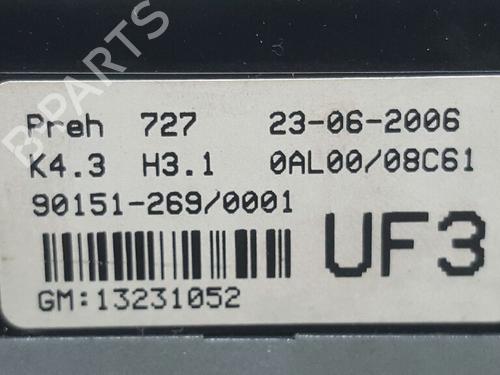 Preh 727 23-06-2006
K4.3 H3.1 0AL00/08C61
90151-269/0001
UF3
GM:13231052
B-PARTS